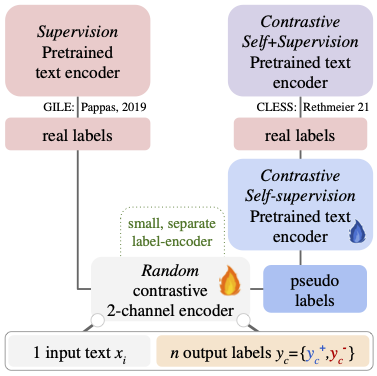 Supervision
Pretrained
text encoder
Contrastive
Self+Supervision
Pretrained text
encoder
GILE: Pappas, 2019
CLESS: Rethmeier 21
real labels
real labels
Contrastive
Self-supervision
Pretrained text
encoder
small, separate
label-encoder
Random
contrastive
2-channel encoder
pseudo
labels
1 input text xᵢ
n output labels y_c={y_c⁺,y_c⁻}